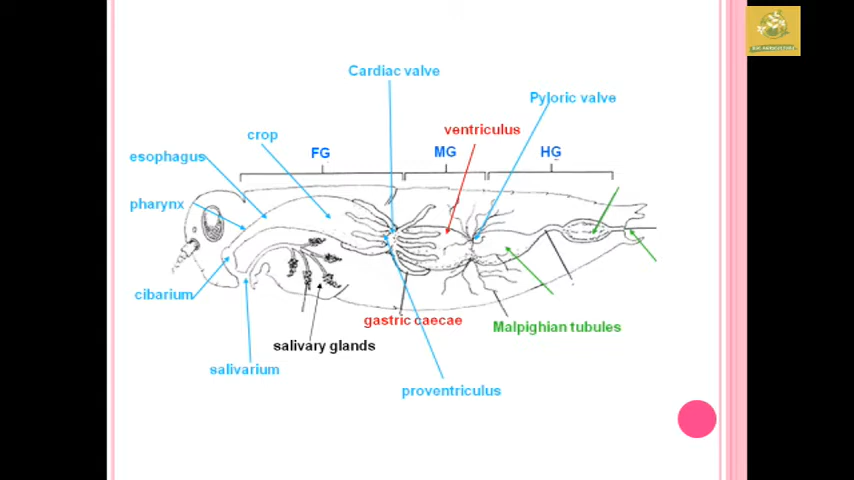 Cardiac valve
Pyloric valve
ventriculus
crop
FG
MG
HG
esophagus
pharynx
cibarium
gastric caecae
Malpighian tubules
salivary glands
salivarium
proventriculus